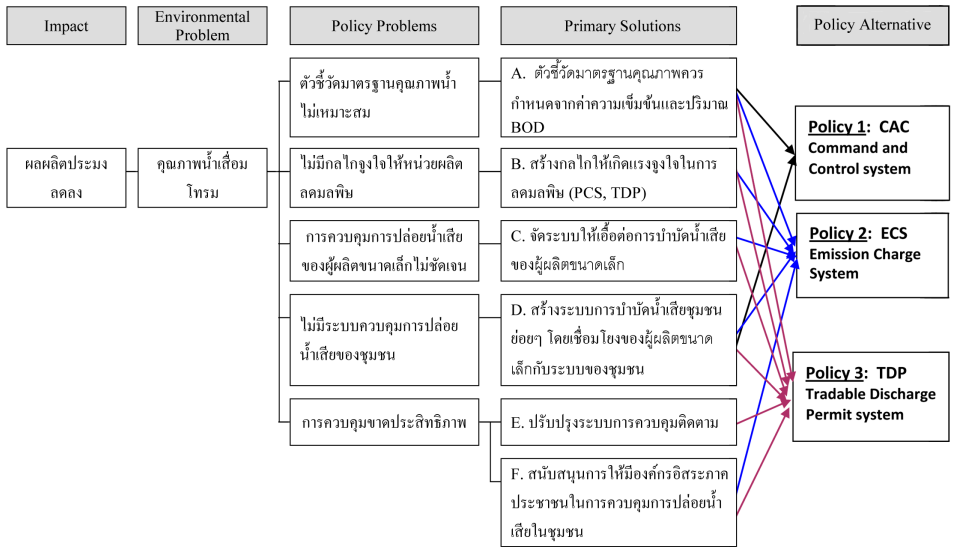 Impact
Environmental
Problem
Policy Problems
Primary Solutions
Policy Alternative
ผลผลิตประมง
ลดลง
คุณภาพน้ำเสื่อม
โทรม
ตัวชี้วัดมาตรฐานคุณภาพน้ำ
ไม่เหมาะสม
ไม่มีกลไกจูงใจให้หน่วยผลิต
ลดมลพิษ
การควบคุมการปล่อยน้ำเสีย
ของผู้ผลิตขนาดเล็กไม่ชัดเจน
ไม่มีระบบควบคุมการปล่อย
น้ำเสียของชุมชน
การควบคุมขาดประสิทธิภาพ
A. ตัวชี้วัดมาตรฐานคุณภาพควร
กำหนดจากค่าความเข้มข้นและปริมาณ
BOD
B. สร้างกลไกให้เกิดแรงจูงใจในการ
ลดมลพิษ (PCS, TDP)
C. จัดระบบให้เอื้อต่อการบำบัดน้ำเสีย
ของผู้ผลิตขนาดเล็ก
D. สร้างระบบการบำบัดน้ำเสียชุมชน
ย่อยๆ โดยเชื่อมโยงของผู้ผลิตขนาด
เล็กกับระบบของชุมชน
E. ปรับปรุงระบบการควบคุมติดตาม
F. สนับสนุนการให้มีองค์กรอิสระภาค
ประชาชนในการควบคุมการปล่อยน้ำ
เสียในชุมชน
Policy 1: CAC
Command and
Control system
Policy 2: ECS
Emission Charge
System
Policy 3: TDP
Tradable Discharge
Permit system